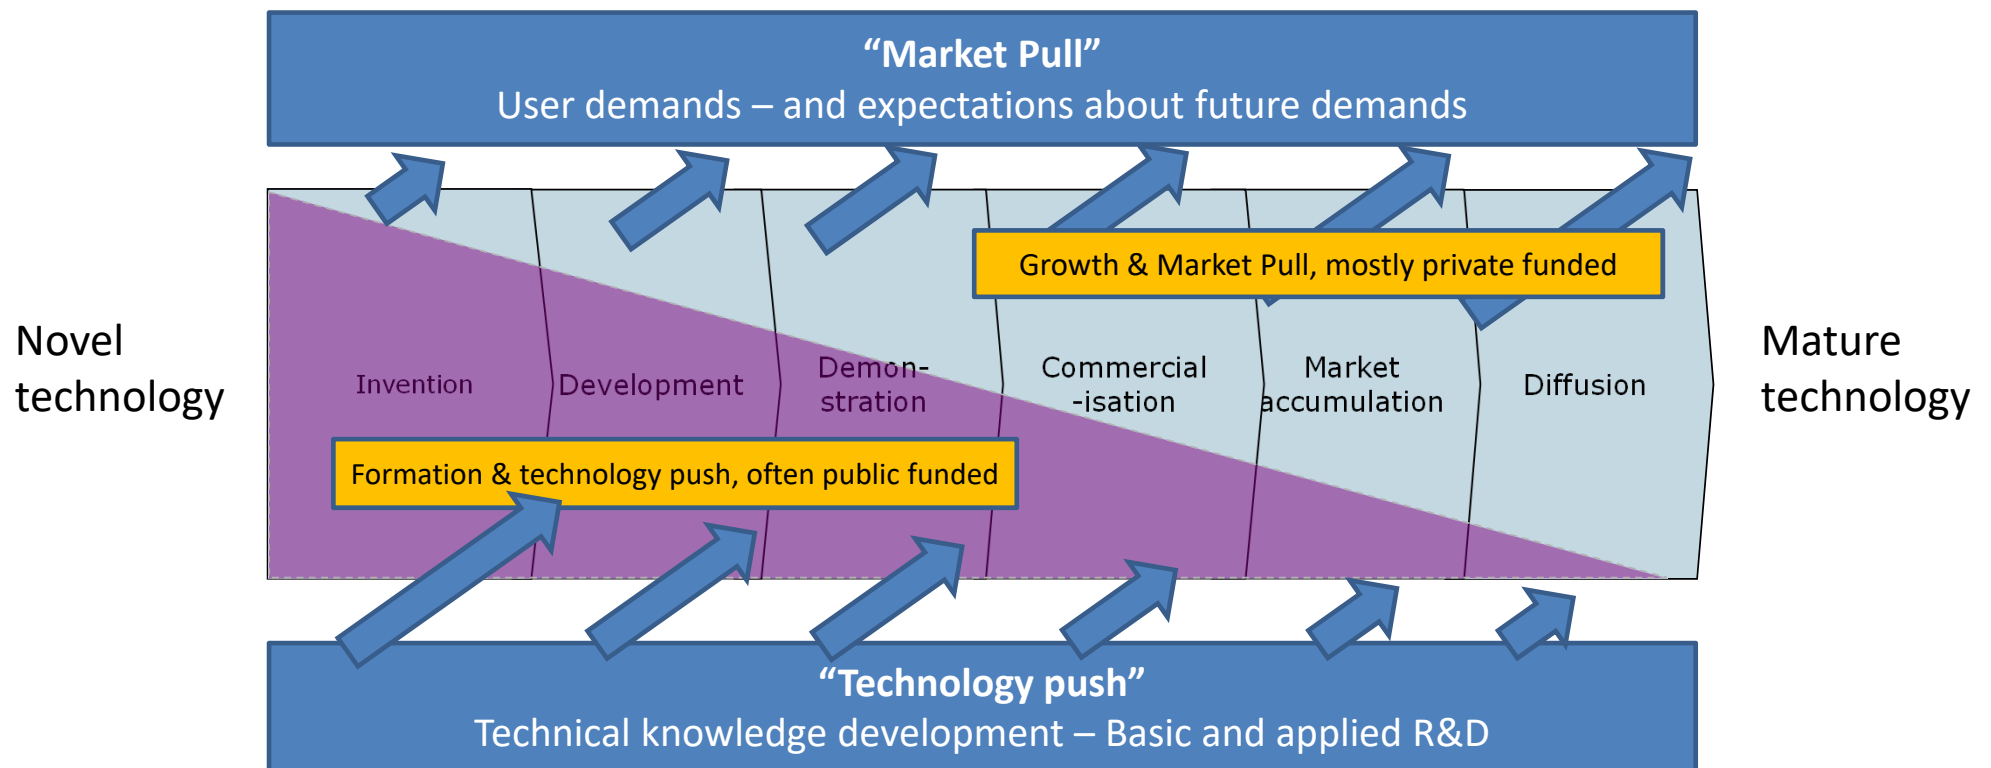 “Market Pull”
User demands – and expectations about future demands
Growth & Market Pull, mostly private funded
Novel
technology
Invention
Development
Demon-
stration
Commercial
-isation
Market
accumulation
Diffusion
Mature
technology
Formation & technology push, often public funded
“Technology push”
Technical knowledge development – Basic and applied R&D